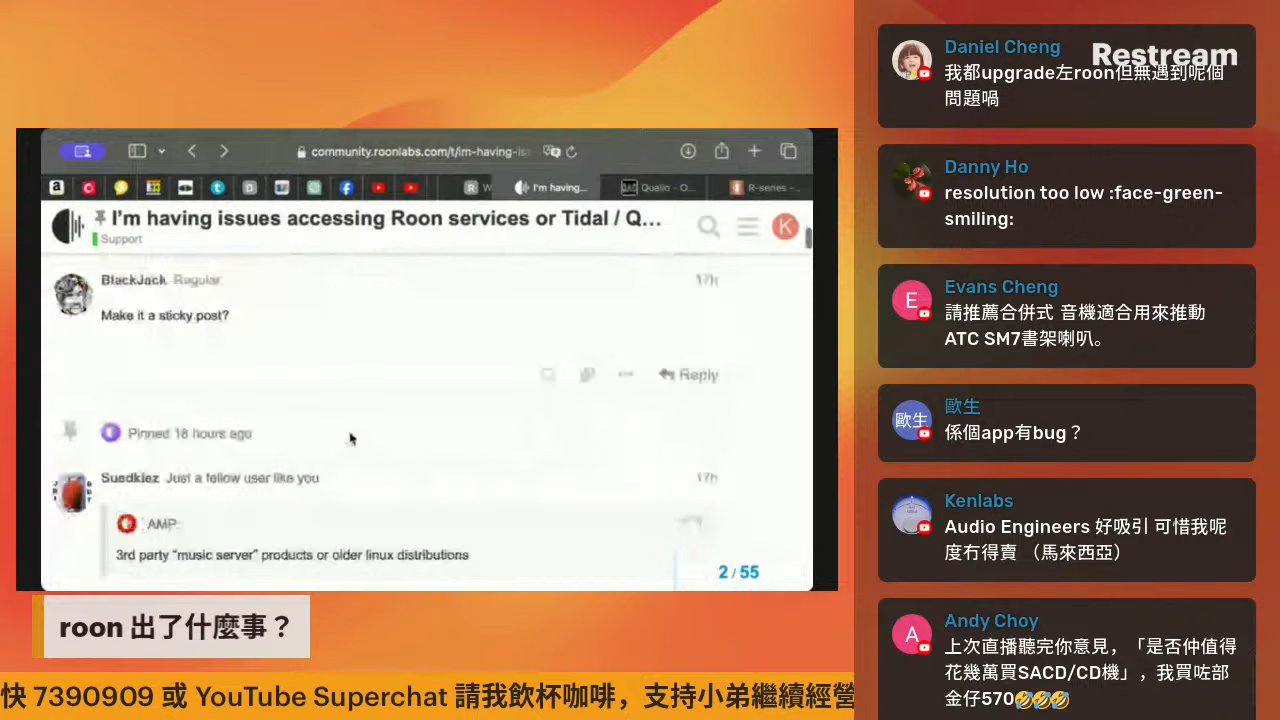 community.roonlabs.com/t/im-having-is
I'm having...
Qualio - O...
R-series -...
I'm having issues accessing Roon services or Tidal / Q...
Support
K
BlackJack Regular
17h
Make it a sticky post?
Reply
Pinned 18 hours ago
Suedkiez Just a fellow user like you
17h
AMP:
3rd party “music server” products or older linux distributions
2 / 55
roon 出了什麼事？
快 7390909 或 YouTube Superchat 請我飲杯咖啡，支持小弟繼續經營
Restream
Daniel Cheng
我都upgrade左roon但無遇到呢個
問題喎
Danny Ho
resolution too low :face-green-
smiling:
E
Evans Cheng
請推薦合併式 音機適合用來推動
ATC SM7書架喇叭。
歐生
歐生
係個app有bug？
Kenlabs
Audio Engineers 好吸引 可惜我呢
度冇得賣 （馬來西亞）
A
Andy Choy
上次直播聽完你意見，「是否仲值得
花幾萬買SACD/CD機」，我買咗部
金仔570🤣🤣🤣